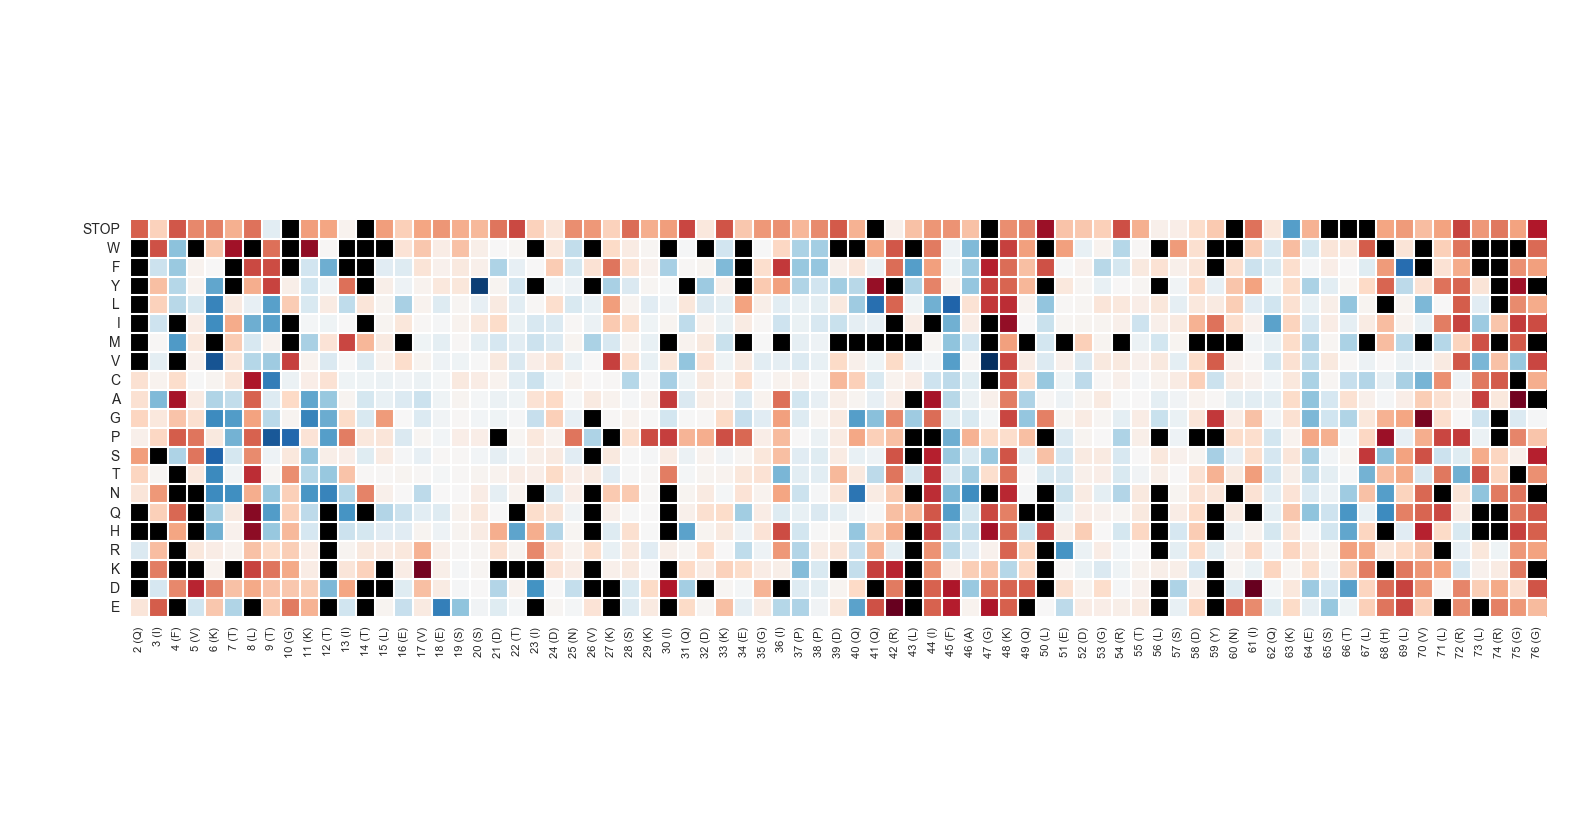 STOP
W
F
Y
L
I
M
V
C
A
G
P
S
T
N
Q
H
R
K
D
E
2 (Q) 3 (I) 4 (F) 5 (V) 6 (K) 7 (T) 8 (L) 9 (T) 10 (G) 11 (K) 12 (T) 13 (I) 14 (T) 15 (L) 16 (E) 17 (V) 18 (E) 19 (S) 20 (S) 21 (D) 22 (T) 23 (I) 24 (D) 25 (N) 26 (V) 27 (K) 28 (S) 29 (K) 30 (I) 31 (Q) 32 (D) 33 (K) 34 (E) 35 (G) 36 (I) 37 (P) 38 (P) 39 (D) 40 (Q) 41 (Q) 42 (R) 43 (L) 44 (I) 45 (F) 46 (A) 47 (G) 48 (K) 49 (Q) 50 (L) 51 (E) 52 (D) 53 (G) 54 (R) 55 (T) 56 (L) 57 (S) 58 (D) 59 (Y) 60 (N) 61 (I) 62 (Q) 63 (K) 64 (E) 65 (S) 66 (T) 67 (L) 68 (H) 69 (L) 70 (V) 71 (L) 72 (R) 73 (L) 74 (R) 75 (G) 76 (G)